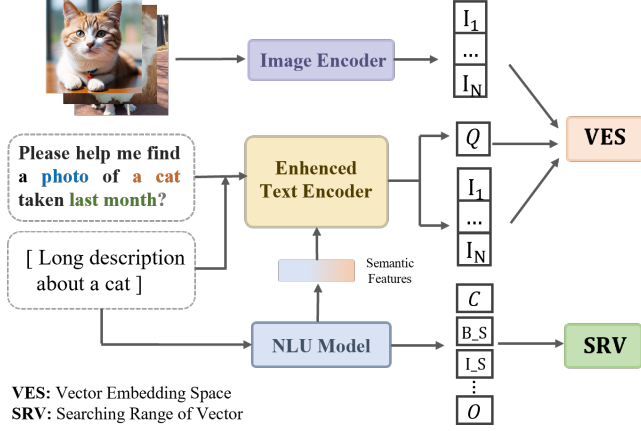 Image Encoder
I1
...
IN
VES
Please help me find
a photo of a cat
taken last month?
Enhenced
Text Encoder
Q
I1
...
IN
[ Long description
about a cat ]
Semantic
Features
NLU Model
C
B_S
I_S
O
SRV
VES: Vector Embedding Space
SRV: Searching Range of Vector